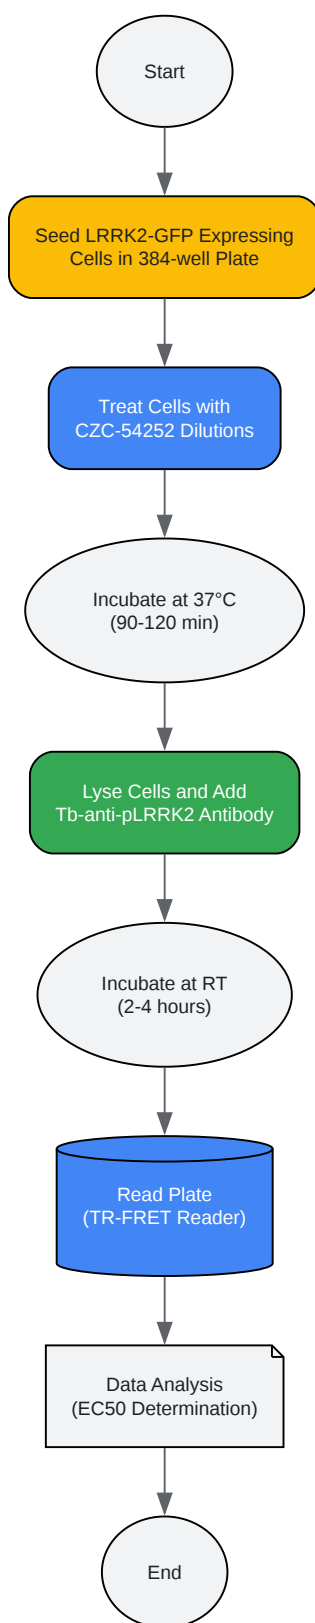 Start
Seed LRRK2-GFP Expressing
Cells in 384-well Plate
Treat Cells with
CZC-54252 Dilutions
Incubate at 37°C
(90-120 min)
Lyse Cells and Add
Tb-anti-pLRRK2 Antibody
Incubate at RT
(2-4 hours)
Read Plate
(TR-FRET Reader)
Data Analysis
(EC50 Determination)
End